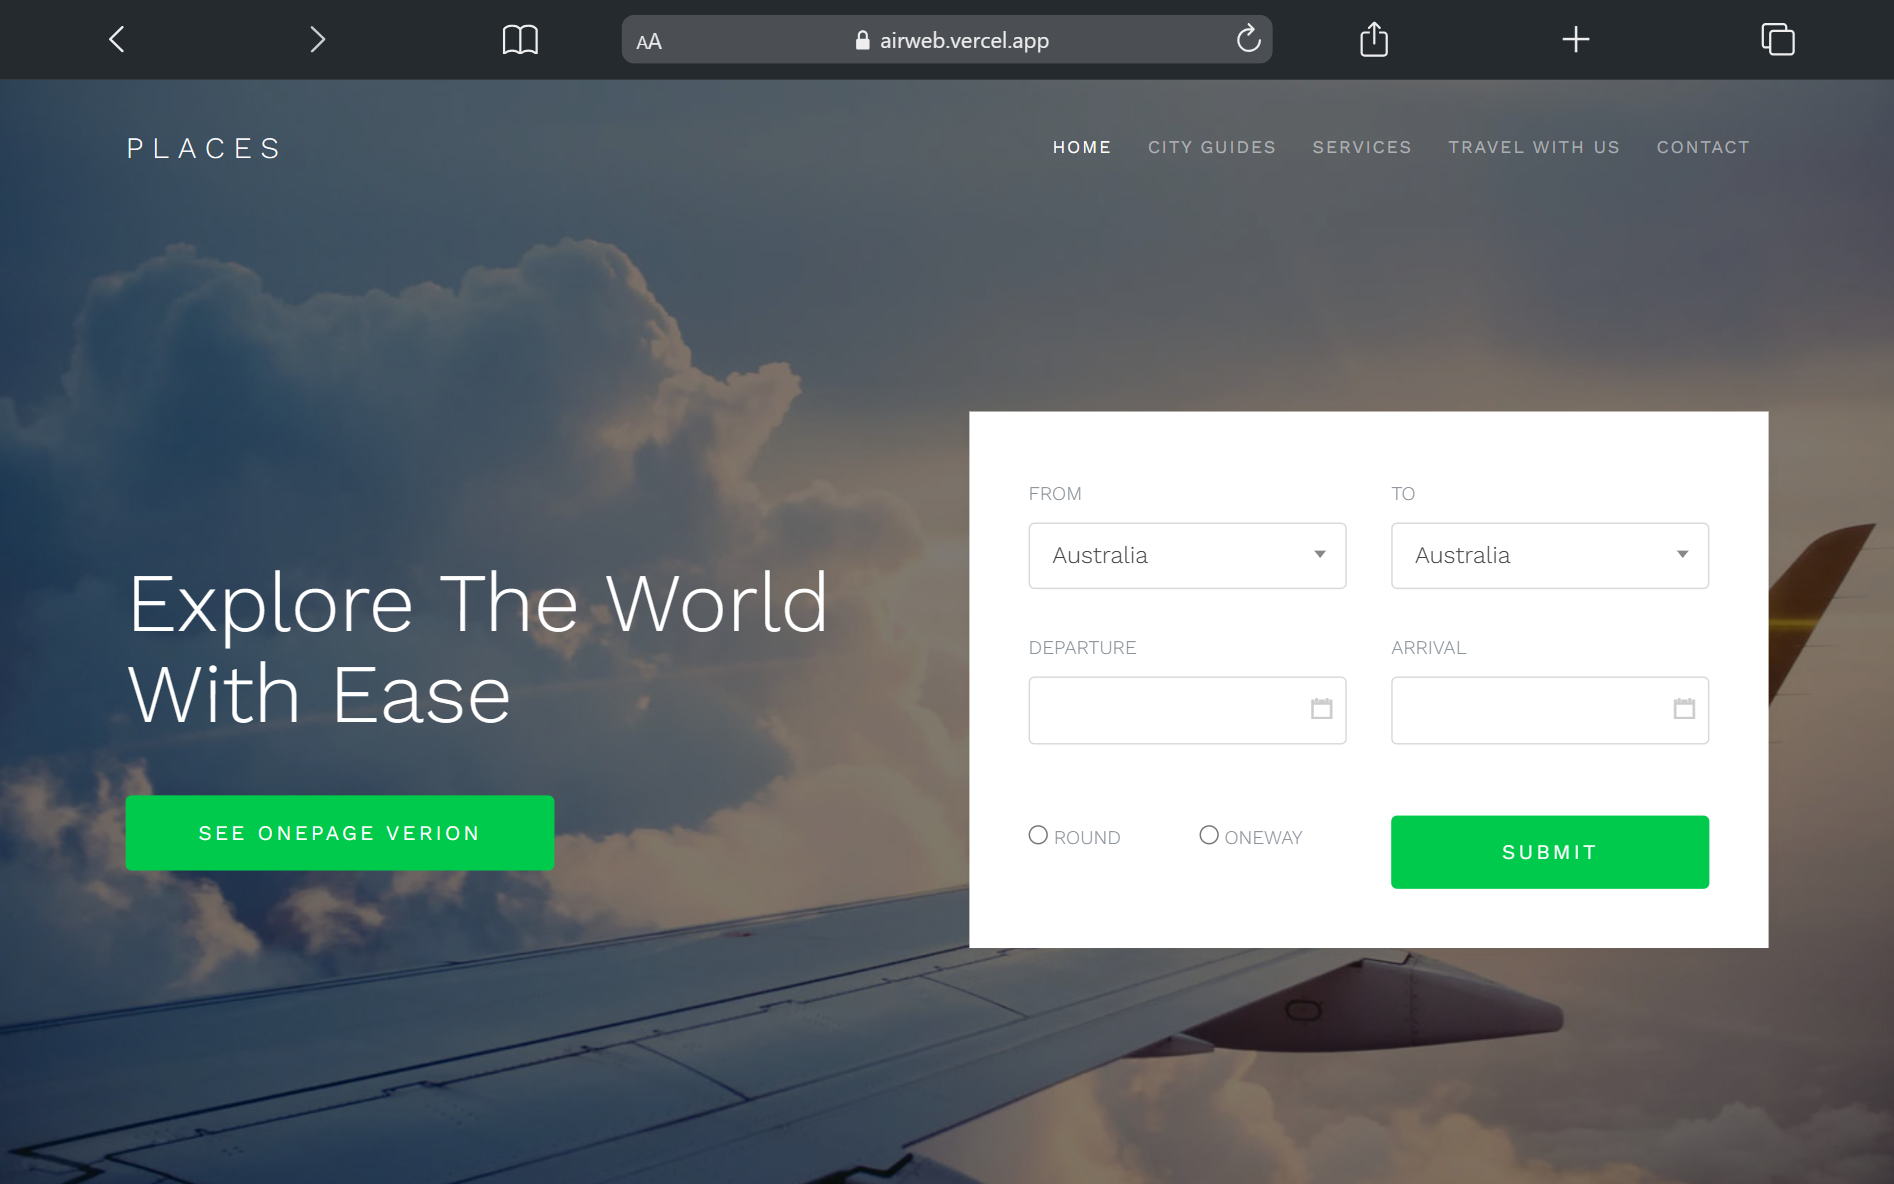 AA
airweb.vercel.app
PLACES
HOME CITY GUIDES SERVICES TRAVEL WITH US CONTACT
Explore The World
With Ease
SEE ONEPAGE VERION
FROM TO
Australia Australia
DEPARTURE ARRIVAL
ROUND ONEWAY
SUBMIT